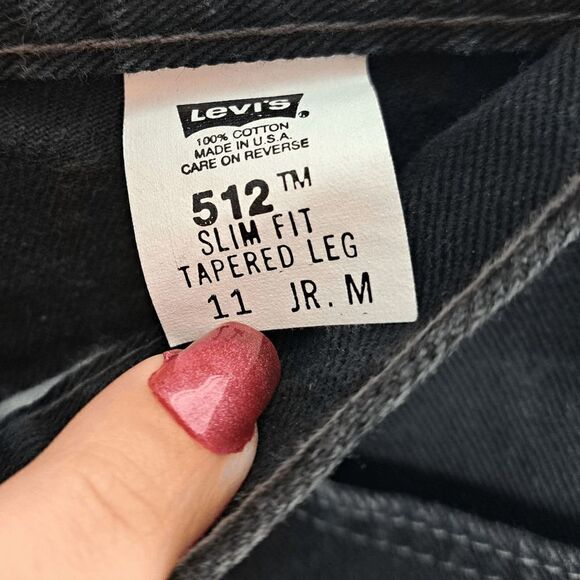 Levi's®
100% COTTON
MADE IN U.S.A.
CARE ON REVERSE
512™
SLIM FIT
TAPERED LEG
11 JR. M